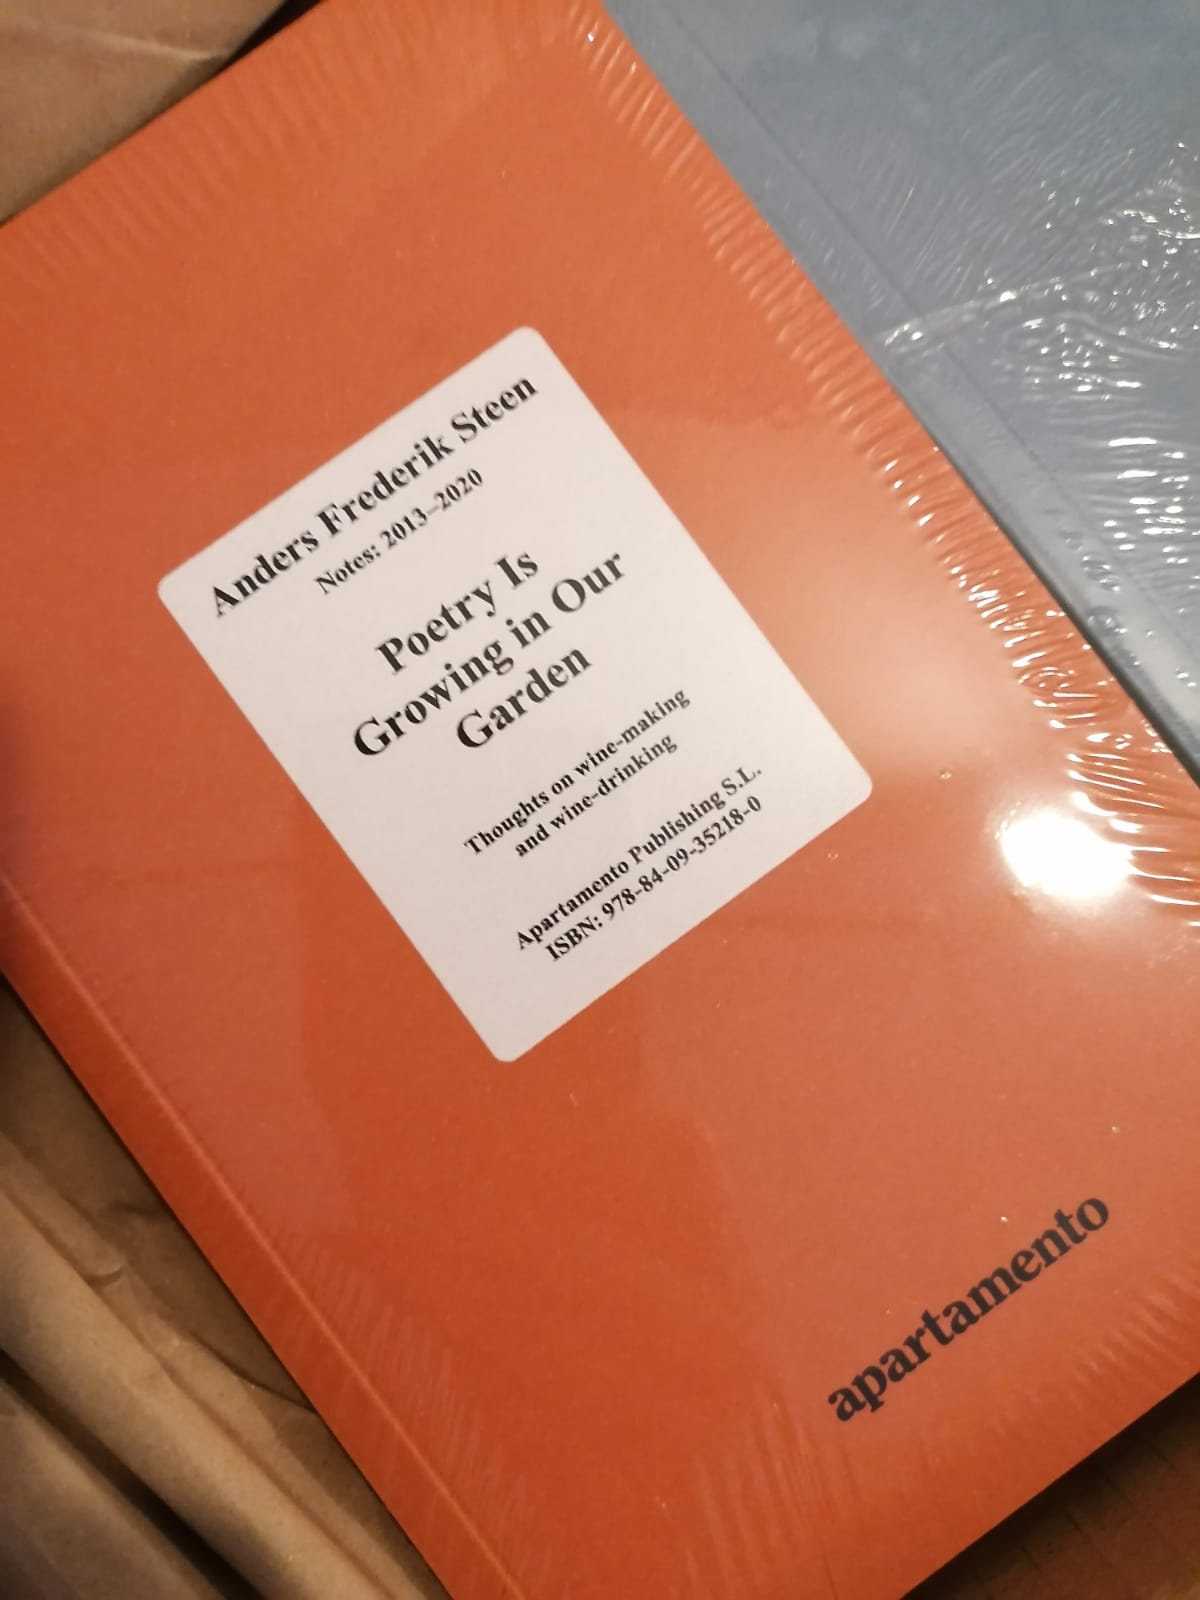 Anders Frederik Steen
Notes: 2013–2020
Poetry Is
Growing in Our
Garden
Thoughts on wine-making
and wine-drinking
Apartamento Publishing S.L.
ISBN: 978-84-09-35218-0
apartamento